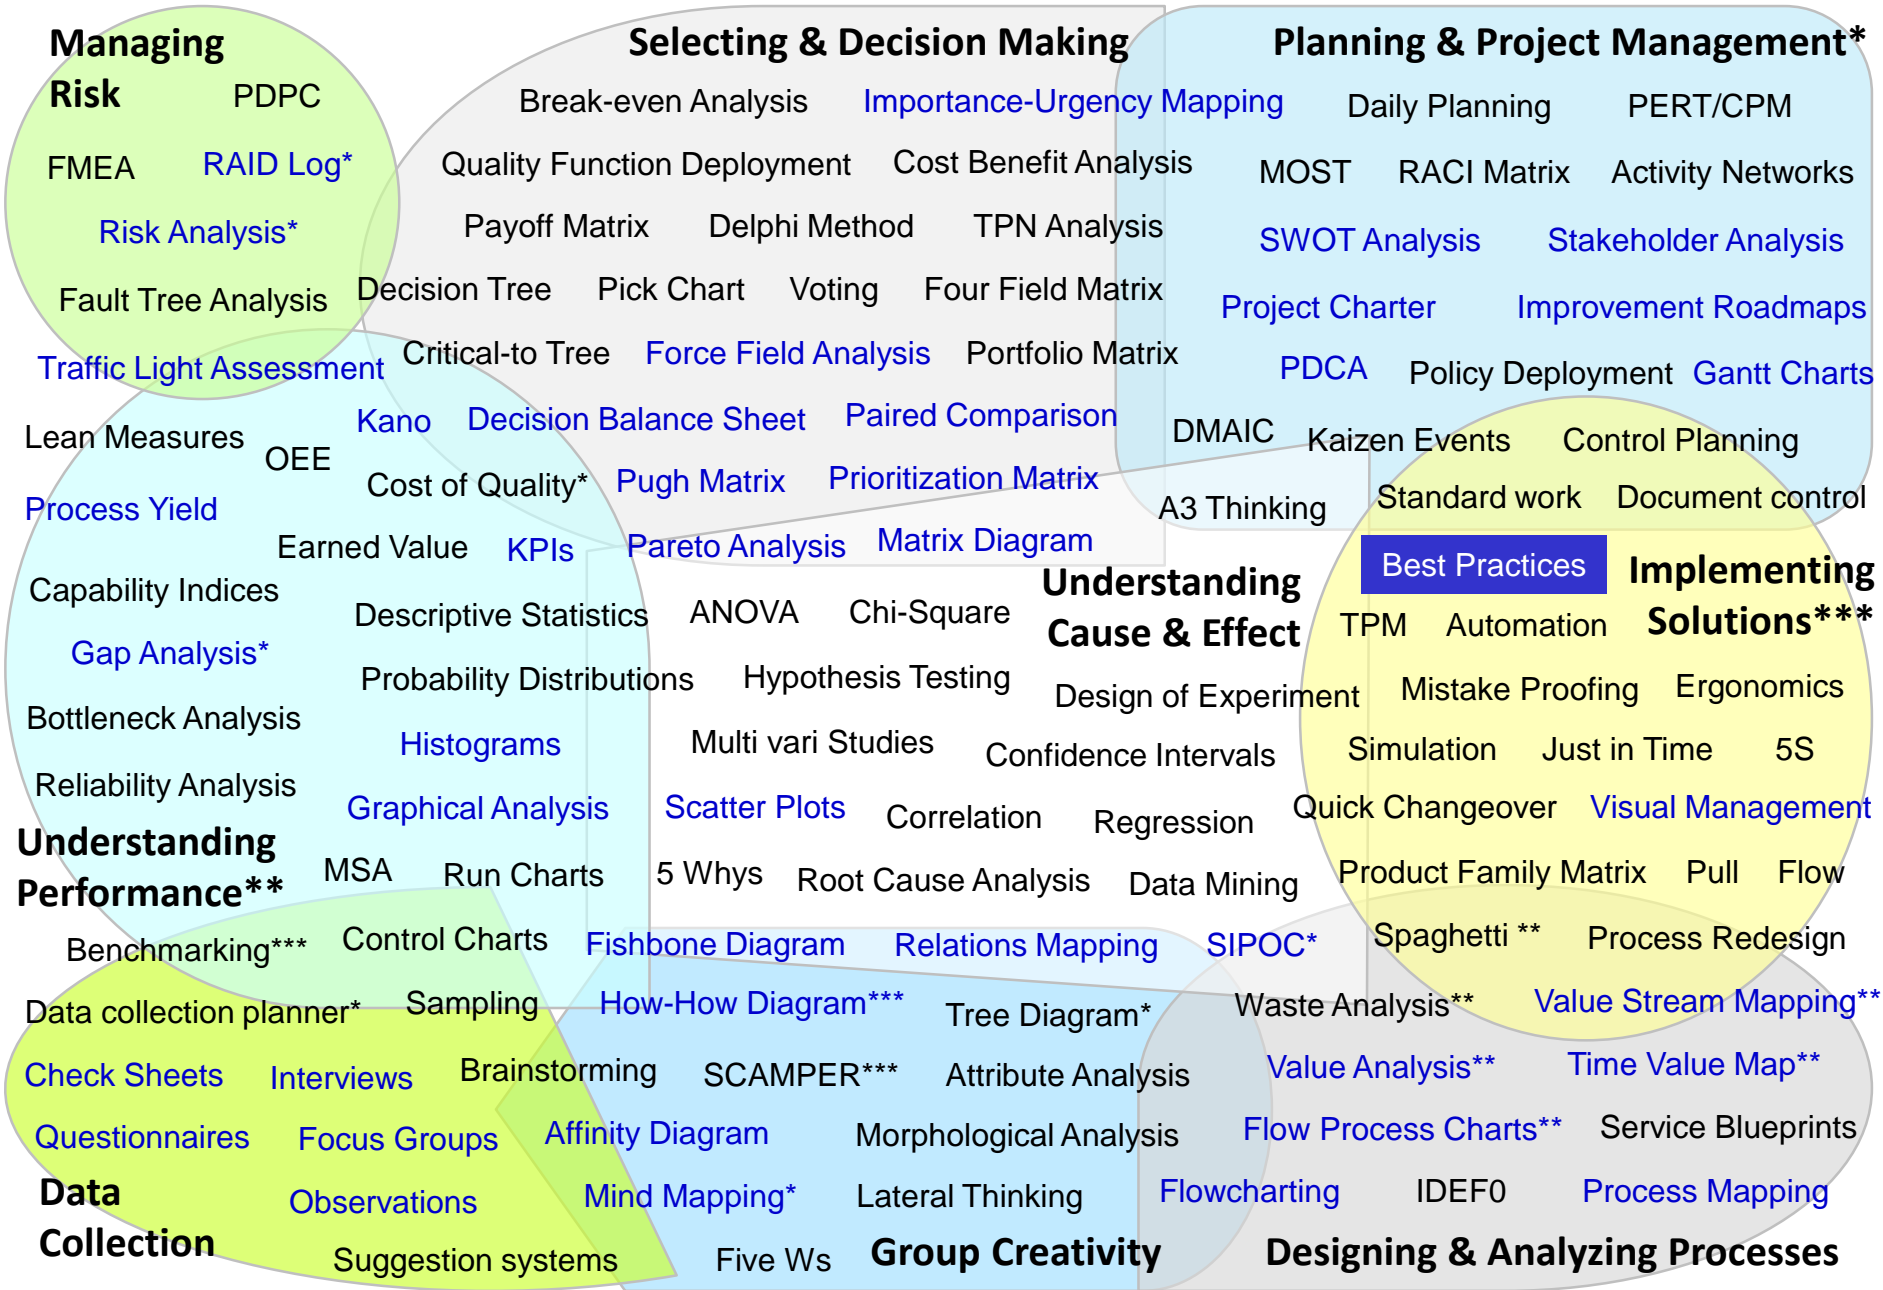 Managing
Risk
Selecting & Decision Making
Planning & Project Management*
PDPC
Break-even Analysis
Importance-Urgency Mapping
Daily Planning
PERT/CPM
FMEA
RAID Log*
Quality Function Deployment
Cost Benefit Analysis
MOST
RACI Matrix
Activity Networks
Risk Analysis*
Payoff Matrix
Delphi Method
TPN Analysis
SWOT Analysis
Stakeholder Analysis
Fault Tree Analysis
Decision Tree
Pick Chart
Voting
Four Field Matrix
Project Charter
Improvement Roadmaps
Traffic Light Assessment
Critical-to Tree
Force Field Analysis
Portfolio Matrix
PDCA
Policy Deployment
Gantt Charts
Lean Measures
OEE
Kano
Decision Balance Sheet
Paired Comparison
DMAIC
Kaizen Events
Control Planning
Process Yield
Cost of Quality*
Pugh Matrix
Prioritization Matrix
A3 Thinking
Standard work
Document control
Earned Value
KPIs
Pareto Analysis
Matrix Diagram
Understanding
Cause & Effect
Best Practices
Implementing
Solutions***
Capability Indices
Descriptive Statistics
ANOVA
Chi-Square
TPM
Automation
Gap Analysis*
Probability Distributions
Hypothesis Testing
Design of Experiment
Mistake Proofing
Ergonomics
Bottleneck Analysis
Histograms
Multi vari Studies
Confidence Intervals
Simulation
Just in Time
5S
Reliability Analysis
Graphical Analysis
Scatter Plots
Correlation
Regression
Quick Changeover
Visual Management
Understanding
Performance**
MSA
Run Charts
5 Whys
Root Cause Analysis
Data Mining
Product Family Matrix
Pull
Flow
Benchmarking***
Control Charts
Fishbone Diagram
Relations Mapping
SIPOC*
Spaghetti **
Process Redesign
Data collection planner*
Sampling
How-How Diagram***
Tree Diagram*
Waste Analysis**
Value Stream Mapping**
Check Sheets
Interviews
Brainstorming
SCAMPER***
Attribute Analysis
Value Analysis**
Time Value Map**
Questionnaires
Focus Groups
Affinity Diagram
Morphological Analysis
Flow Process Charts**
Service Blueprints
Data
Collection
Observations
Mind Mapping*
Lateral Thinking
Flowcharting
IDEF0
Process Mapping
Suggestion systems
Five Ws
Group Creativity
Designing & Analyzing Processes